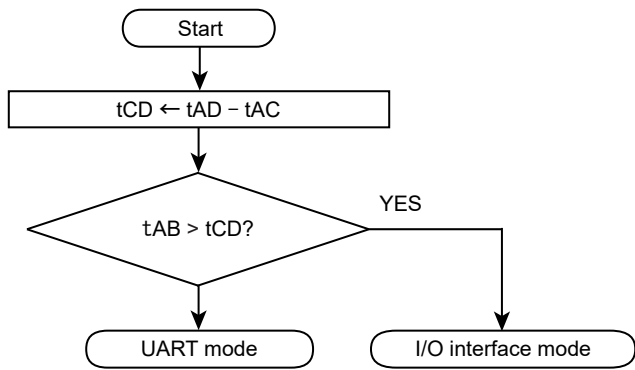 Start
tCD ← tAD − tAC
YES
tAB > tCD?
UART mode
I/O interface mode